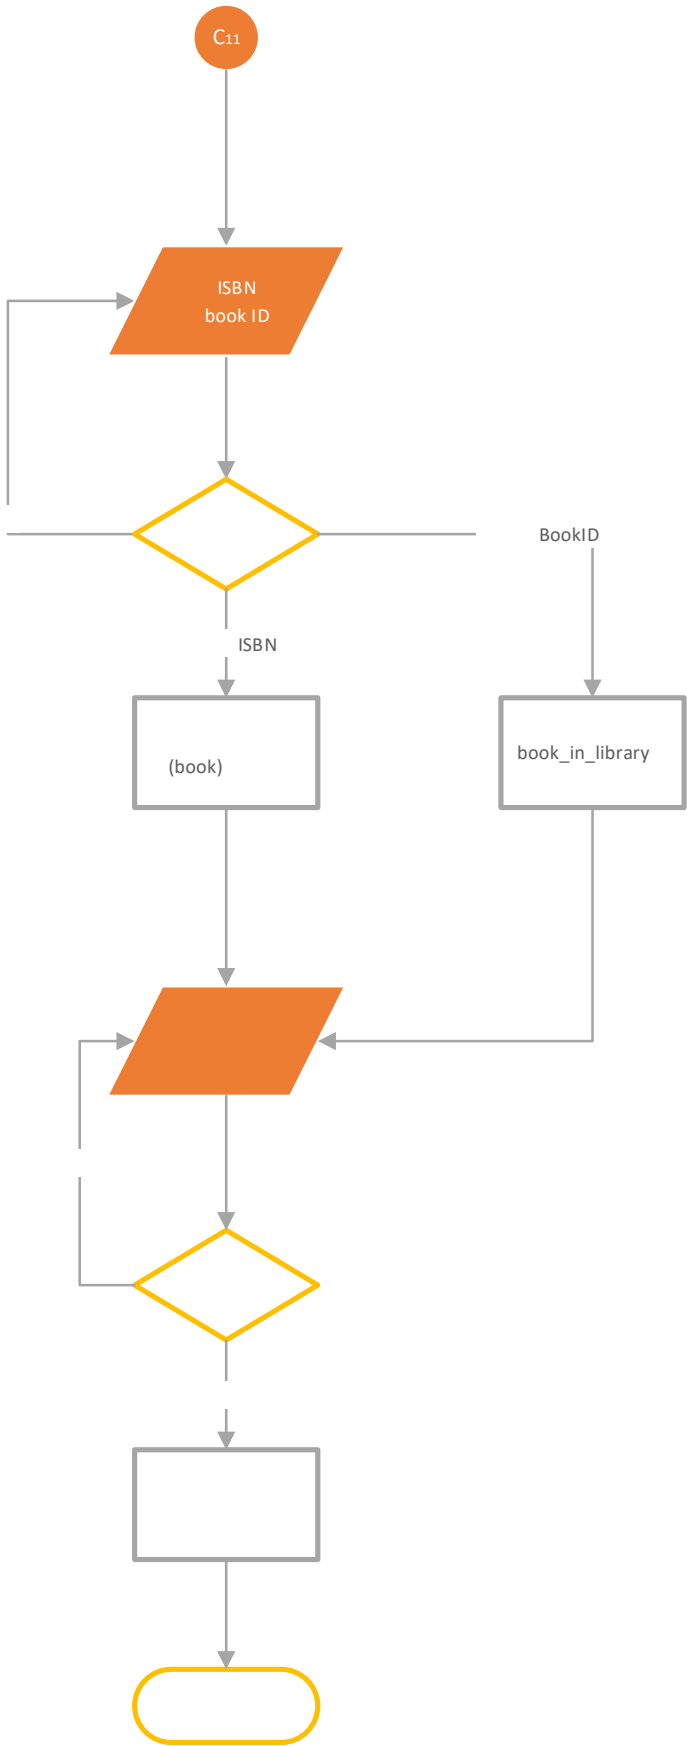 C₁₁
ISBN
book ID
BookID
ISBN
(book)
book_in_library